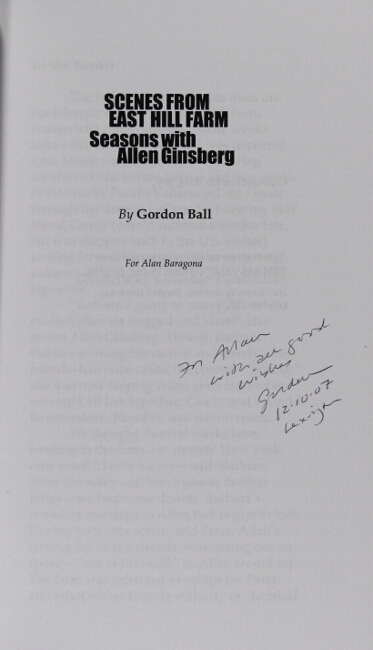 SCENES FROM
EAST HILL FARM
Seasons with
Allen Ginsberg
By Gordon Ball
For Alan Baragona
For Allan
with all good
wishes
Gordon
12.10.07
Lexington